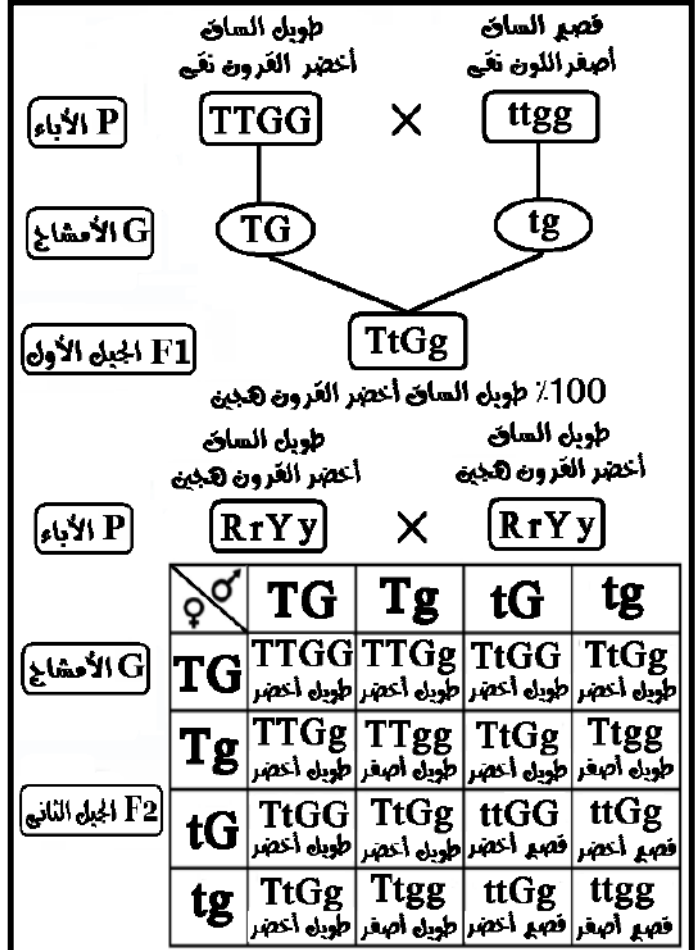 طويل الساق
أخضر القرون نقى
قصير الساق
أصفر اللون نقى
P الأباء TTGG × ttgg
G الأمشاج TG tg
F1 الجيل الأول TtGg
100٪ طويل الساق أخضر القرون هجين
طويل الساق
أخضر القرون هجين
طويل الساق
أخضر القرون هجين
P الأباء RrYy × RrYy
♀ ♂ TG Tg tG tg
G الأمشاج
TG TTGG TTGg TtGG TtGg
طويل أخضر طويل أخضر طويل أخضر طويل أخضر
Tg TTGg TTgg TtGg Ttgg
طويل أخضر طويل أصفر طويل أخضر طويل أصفر
F2 الجيل الثانى
tG TtGG TtGg ttGG ttGg
طويل أخضر طويل أخضر قصير أخضر قصير أخضر
tg TtGg Ttgg ttGg ttgg
طويل أخضر طويل أصفر قصير أخضر قصير أصفر